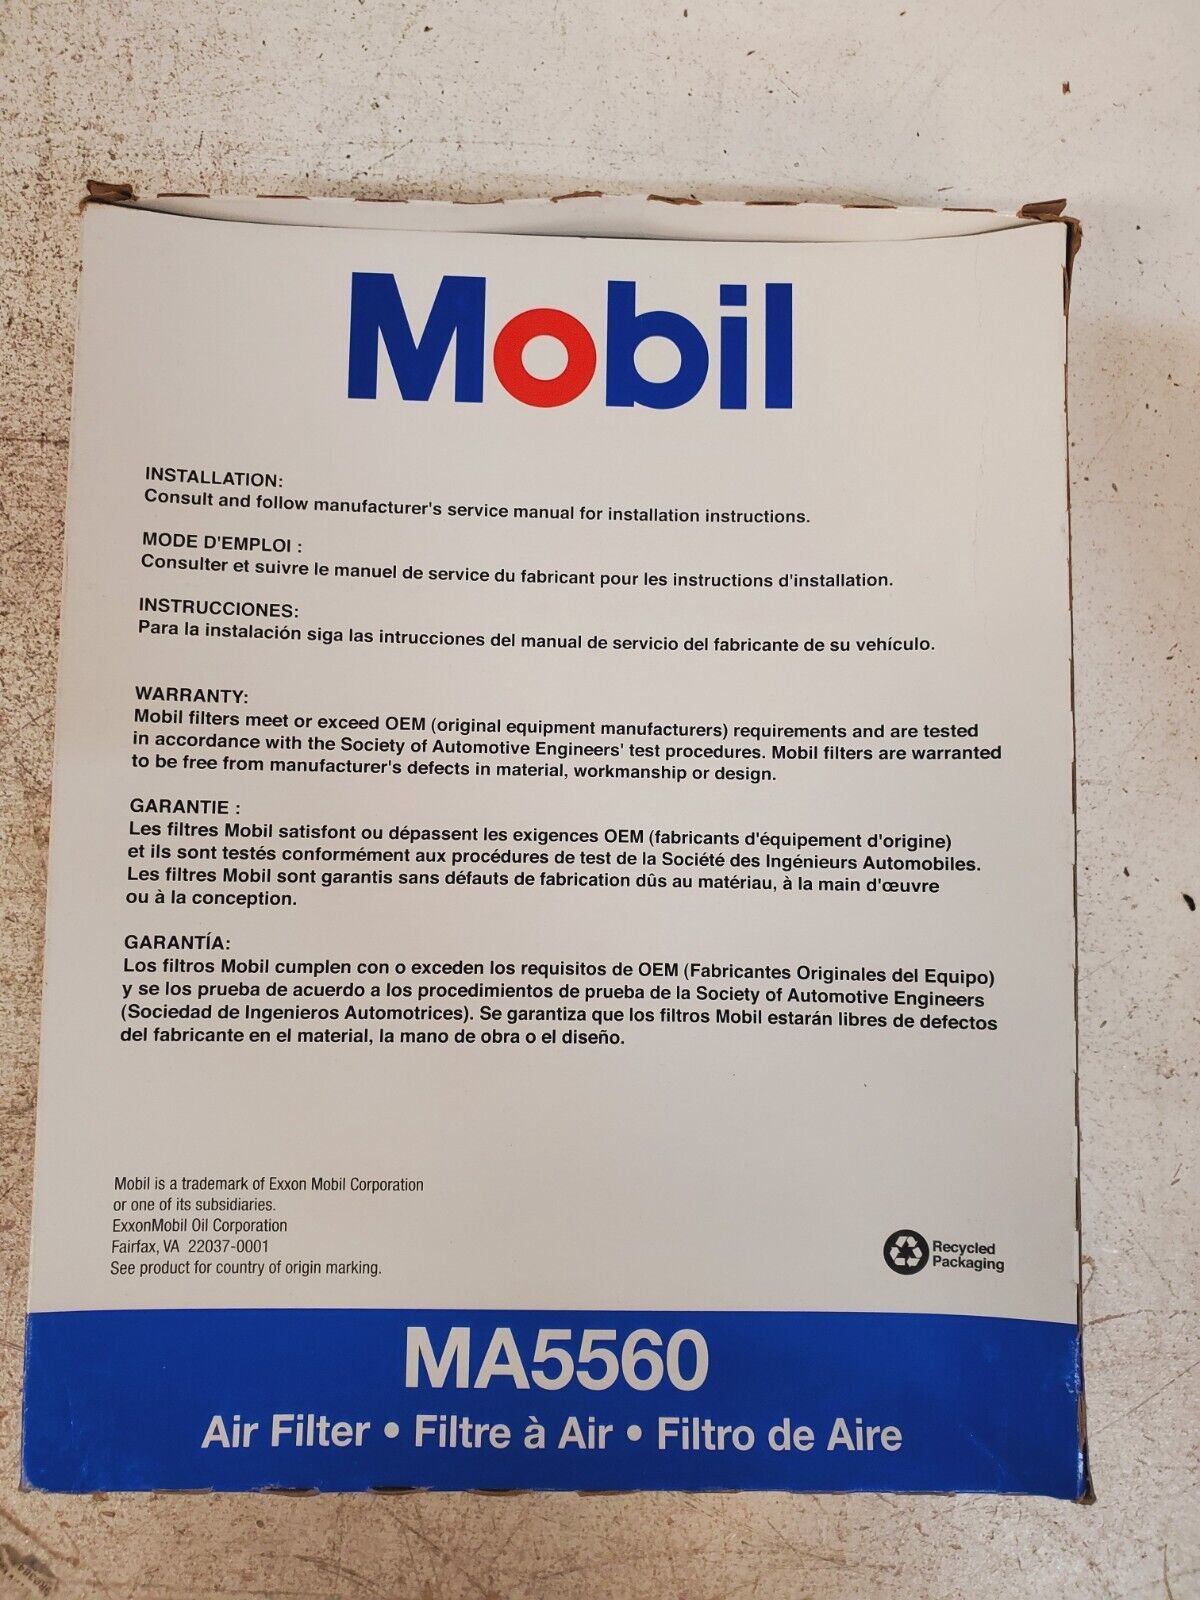 Mobil
INSTALLATION:
Consult and follow manufacturer's service manual for installation instructions.
MODE D'EMPLOI :
Consulter et suivre le manuel de service du fabricant pour les instructions d'installation.
INSTRUCCIONES:
Para la instalación siga las intrucciones del manual de servicio del fabricante de su vehículo.
WARRANTY:
Mobil filters meet or exceed OEM (original equipment manufacturers) requirements and are tested
in accordance with the Society of Automotive Engineers' test procedures. Mobil filters are warranted
to be free from manufacturer's defects in material, workmanship or design.
GARANTIE :
Les filtres Mobil satisfont ou dépassent les exigences OEM (fabricants d'équipement d'origine)
et ils sont testés conformément aux procédures de test de la Société des Ingénieurs Automobiles.
Les filtres Mobil sont garantis sans défauts de fabrication dûs au matériau, à la main d'œuvre
ou à la conception.
GARANTÍA:
Los filtros Mobil cumplen con o exceden los requisitos de OEM (Fabricantes Originales del Equipo)
y se los prueba de acuerdo a los procedimientos de prueba de la Society of Automotive Engineers
(Sociedad de Ingenieros Automotrices). Se garantiza que los filtros Mobil estarán libres de defectos
del fabricante en el material, la mano de obra o el diseño.
Mobil is a trademark of Exxon Mobil Corporation
or one of its subsidiaries.
ExxonMobil Oil Corporation
Fairfax, VA 22037-0001
See product for country of origin marking.
Recycled
Packaging
MA5560
Air Filter • Filtre à Air • Filtro de Aire